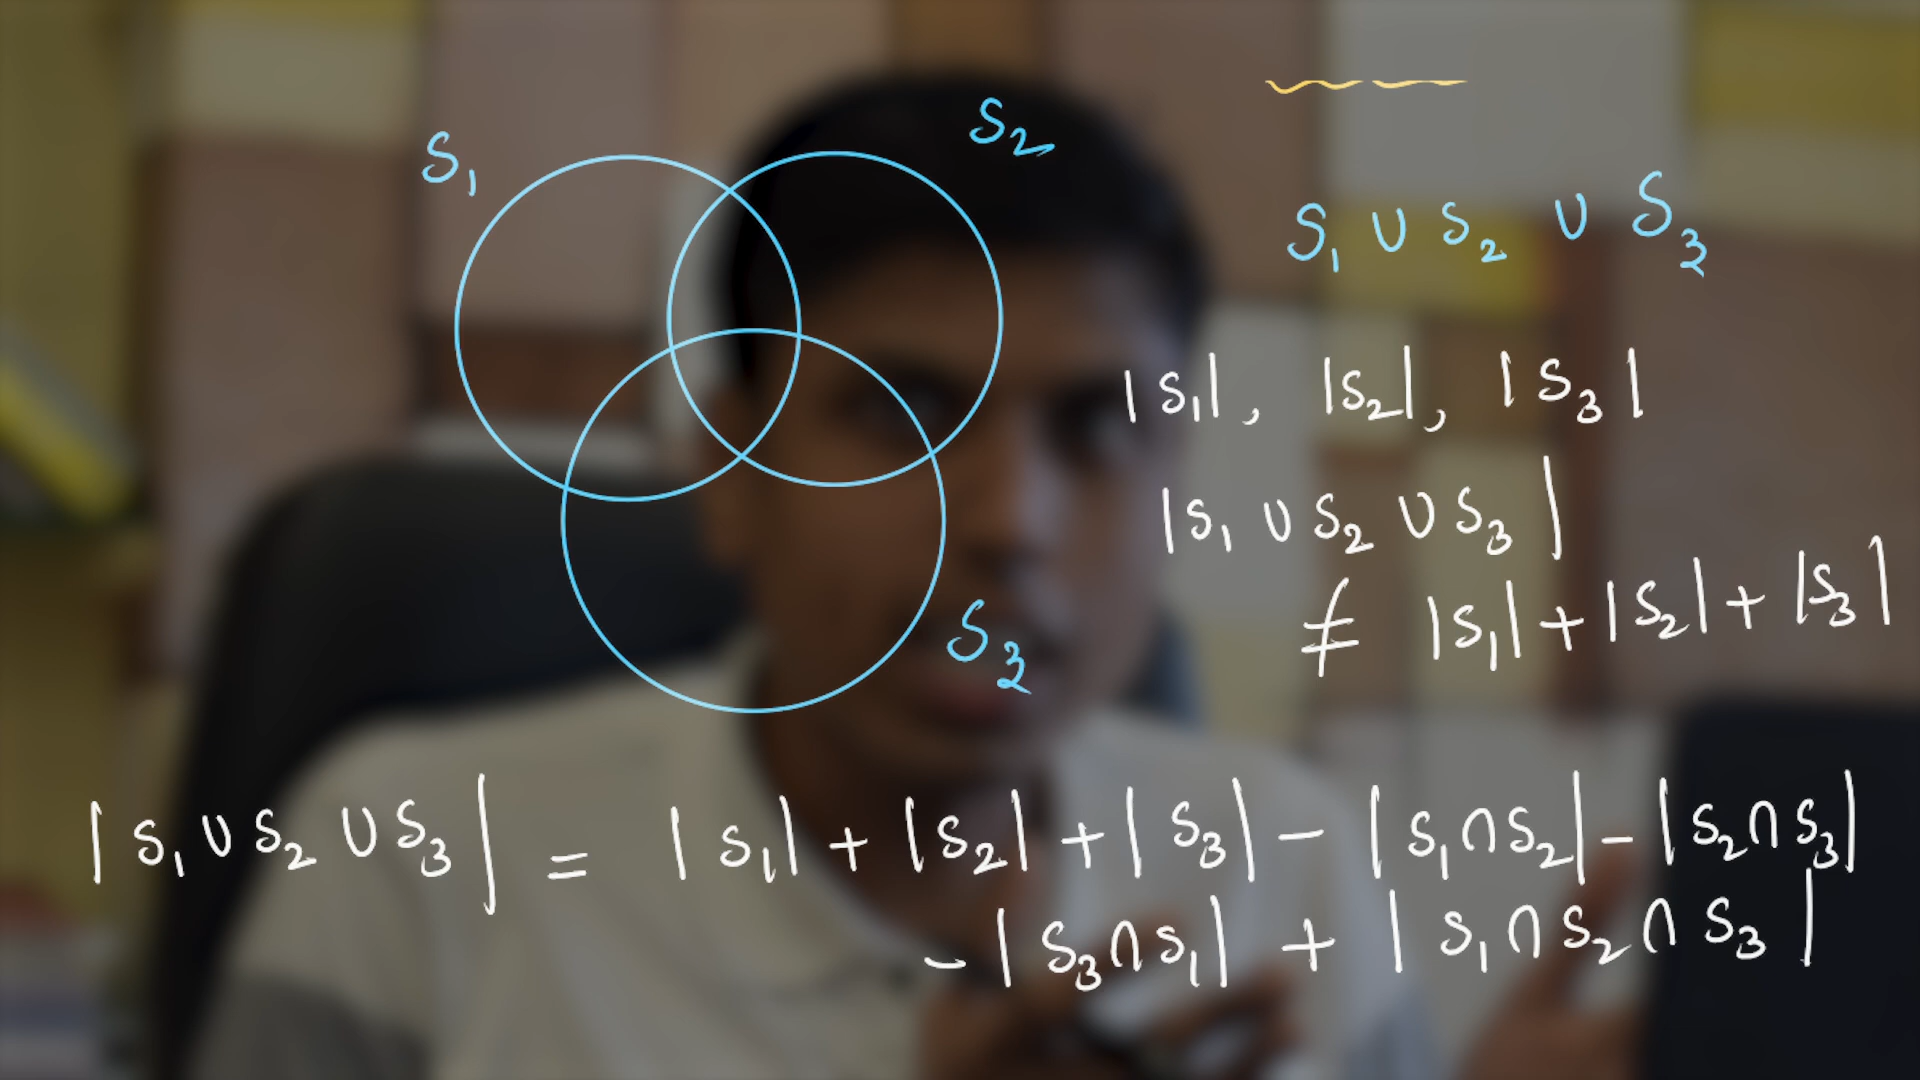 S₁
S₂
S₃
S₁ ∪ S₂ ∪ S₃
|S₁|, |S₂|, |S₃|
|S₁ ∪ S₂ ∪ S₃|
≠ |S₁| + |S₂| + |S₃|
|S₁ ∪ S₂ ∪ S₃| = |S₁| + |S₂| + |S₃| − |S₁ ∩ S₂| − |S₂ ∩ S₃|
− |S₃ ∩ S₁| + |S₁ ∩ S₂ ∩ S₃|